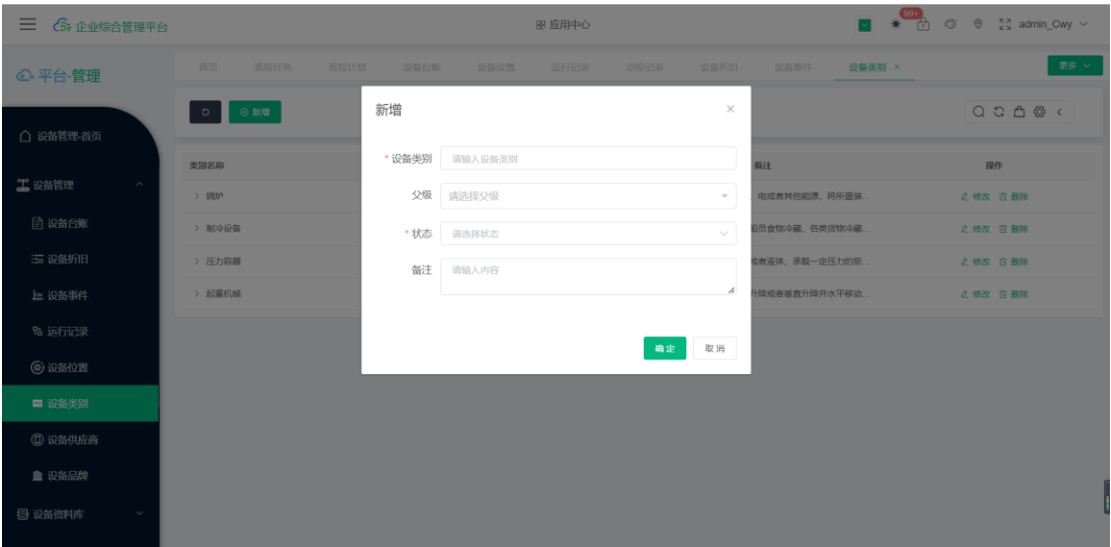 企业综合管理平台
应用中心
99+
admin_Cwy
平台-管理
首页 巡检任务 巡检计划 设备台账 设备位置 运行记录 点检记录 设备折旧 设备事件 设备类别 × 更多
新增
新增
设备管理-首页
* 设备类别 请输入设备类别
类别名称 备注 操作
设备管理
父级 请选择父级
> 锅炉 电或者其他能源，将所盛装... 修改 删除
设备台账
* 状态 请选择状态
> 制冷设备 船员食物冷藏、各类货物冷藏... 修改 删除
设备折旧
> 压力容器 或者液体，承载一定压力的密... 修改 删除
备注 请输入内容
设备事件
> 起重机械 升降或者垂直升降并水平移动... 修改 删除
运行记录
确定 取消
设备位置
设备类别
设备供应商
设备品牌
设备资料库